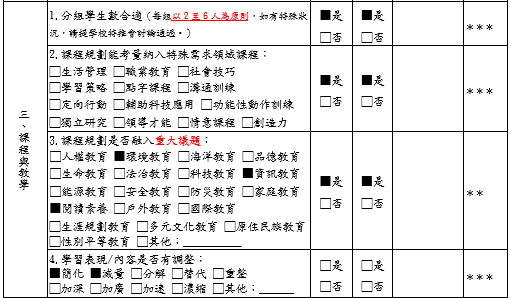 三、課程與教學
1.分組學生數合適（每組以2至6人為原則，如有特殊狀
況，請提學校特推會討論通過。）
■是 ■是
□否 □否
***
2.課程規劃能考量納入特殊需求領域課程：
□生活管理 □職業教育 □社會技巧
□學習策略 □點字課程 □溝通訓練
□定向行動 □輔助科技應用 □功能性動作訓練
□獨立研究 □領導才能 □情意課程 □創造力
■是 ■是
□否 □否
***
3.課程規劃是否融入重大議題：
□人權教育 ■環境教育 □海洋教育 □品德教育
□生命教育 □法治教育 □科技教育 ■資訊教育
□能源教育 □安全教育 □防災教育 □家庭教育
■閱讀素養 □戶外教育 □國際教育
□生涯規劃教育 □多元文化教育 □原住民族教育
□性別平等教育 □其他：
■是 ■是
□否 □否
**
4.學習表現/內容是否有調整：
■簡化 ■減量 □分解 □替代 □重整
□加深 □加廣 □加速 □濃縮 □其他：
□是 □是
□否 □否
***